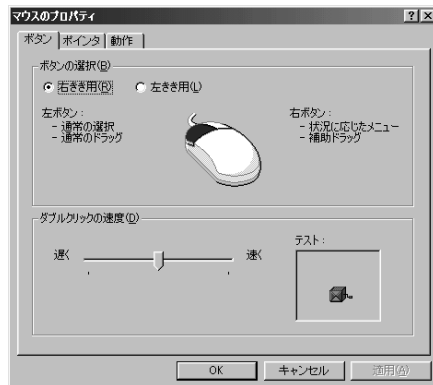 マウスのプロパティ
ボタン ポインタ 動作
ボタンの選択(B)
右きき用(R) 左きき用(L)
左ボタン:
- 通常の選択
- 通常のドラッグ
右ボタン:
- 状況に応じたメニュー
- 補助ドラッグ
ダブルクリックの速度(D)
遅く 速く
テスト:
OK キャンセル 適用(A)